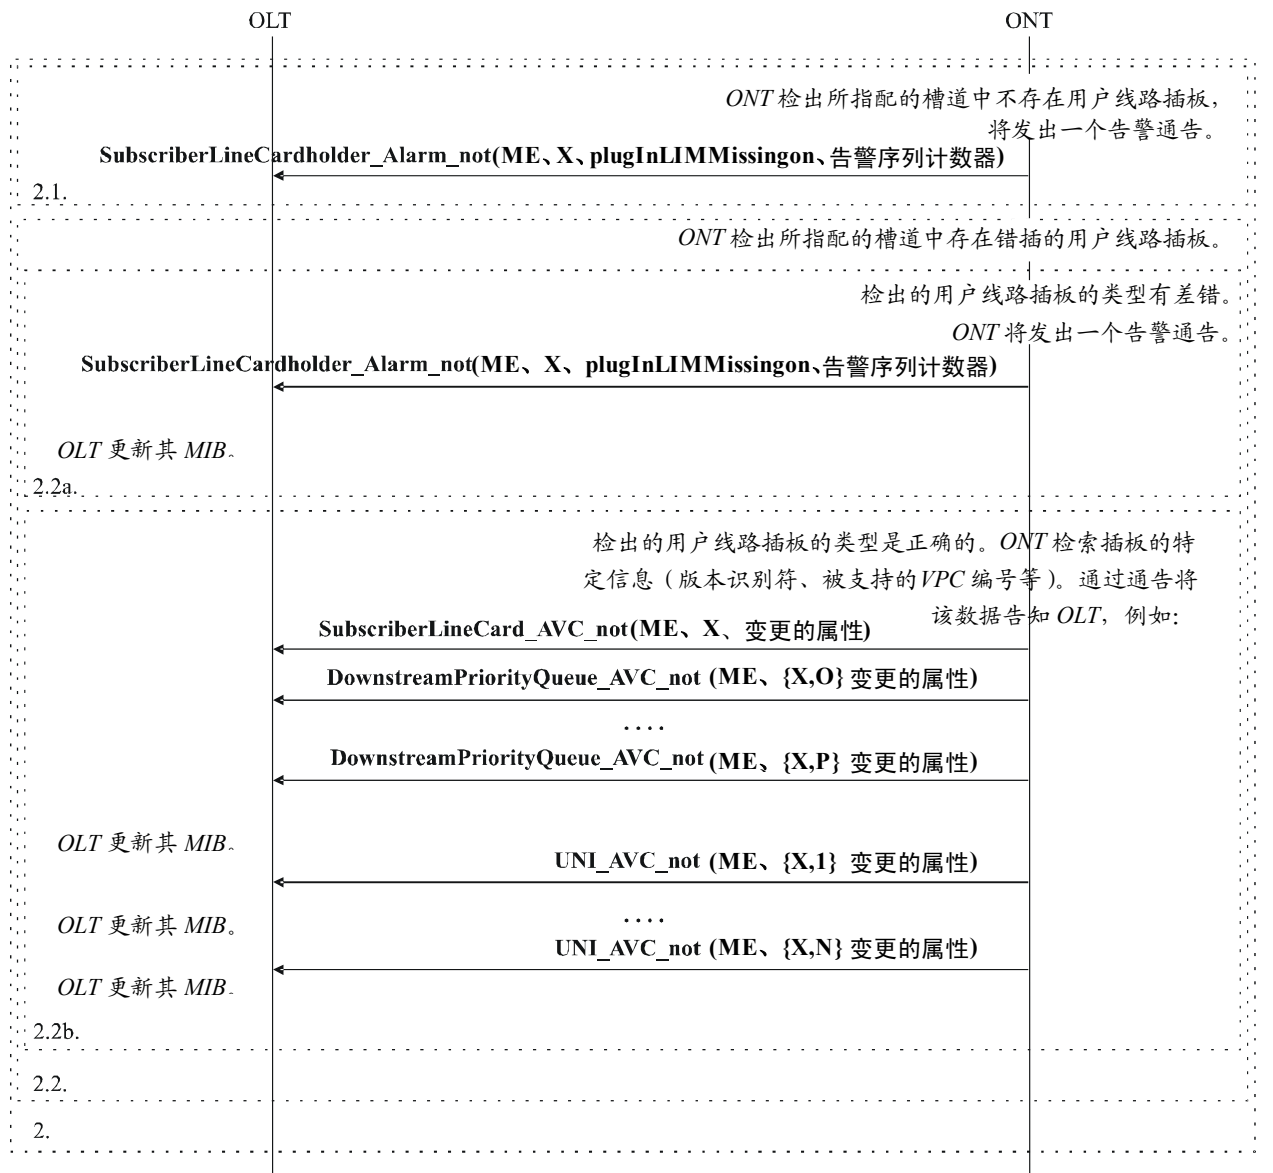 OLT
ONT
ONT 检出所指配的槽道中不存在用户线路插板，
将发出一个告警通告。
SubscriberLineCardholder_Alarm_not(ME、X、plugInLIMMissingon、告警序列计数器)
2.1.
ONT 检出所指配的槽道中存在错插的用户线路插板。
检出的用户线路插板的类型有差错。
ONT 将发出一个告警通告。
SubscriberLineCardholder_Alarm_not(ME、X、plugInLIMMissingon、告警序列计数器)
OLT 更新其 MIB。
2.2a.
检出的用户线路插板的类型是正确的。ONT 检索插板的特
定信息（版本识别符、被支持的VPC 编号等）。通过通告将
该数据告知 OLT，例如：
SubscriberLineCard_AVC_not(ME、X、变更的属性)
DownstreamPriorityQueue_AVC_not (ME、{X,O} 变更的属性)
....
DownstreamPriorityQueue_AVC_not (ME、{X,P} 变更的属性)
OLT 更新其 MIB。
UNI_AVC_not (ME、{X,1} 变更的属性)
OLT 更新其 MIB。
....
UNI_AVC_not (ME、{X,N} 变更的属性)
OLT 更新其 MIB。
2.2b.
2.2.
2.